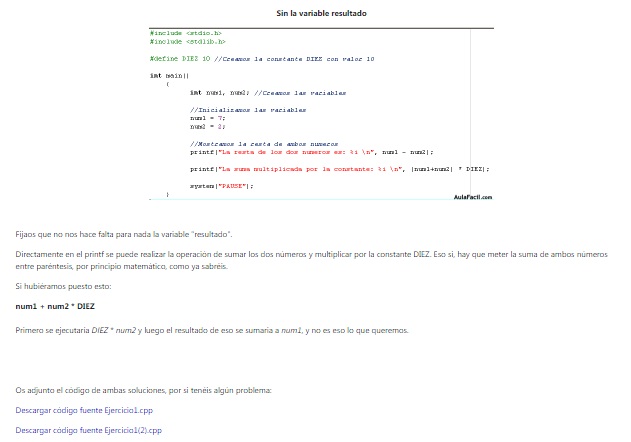 Sin la variable resultado
#include <stdio.h>
#include <stdlib.h>
#define DIEZ 10 //Creamos la constante DIEZ con valor 10
int main()
{
int num1, num2; //Creamos las variables
//Inicializamos las variables
num1 = 7;
num2 = 2;
//Mostramos la resta de ambos numeros
printf("La resta de los dos numeros es: %i \n", num1 - num2);
printf("La suma multiplicada por la constante: %i \n", (num1+num2) * DIEZ);
system("PAUSE");
}
AulaFacil.com
Fijaos que no nos hace falta para nada la variable "resultado".
Directamente en el printf se puede realizar la operación de sumar los dos números y multiplicar por la constante DIEZ. Eso si, hay que meter la suma de ambos números
entre paréntesis, por principio matemático, como ya sabréis.
Si hubiéramos puesto esto:
num1 + num2 * DIEZ
Primero se ejecutaría DIEZ * num2 y luego el resultado de eso se sumaría a num1, y no es eso lo que queremos.
Os adjunto el código de ambas soluciones, por si tenéis algún problema:
Descargar código fuente Ejercicio1.cpp
Descargar código fuente Ejercicio1(2).cpp